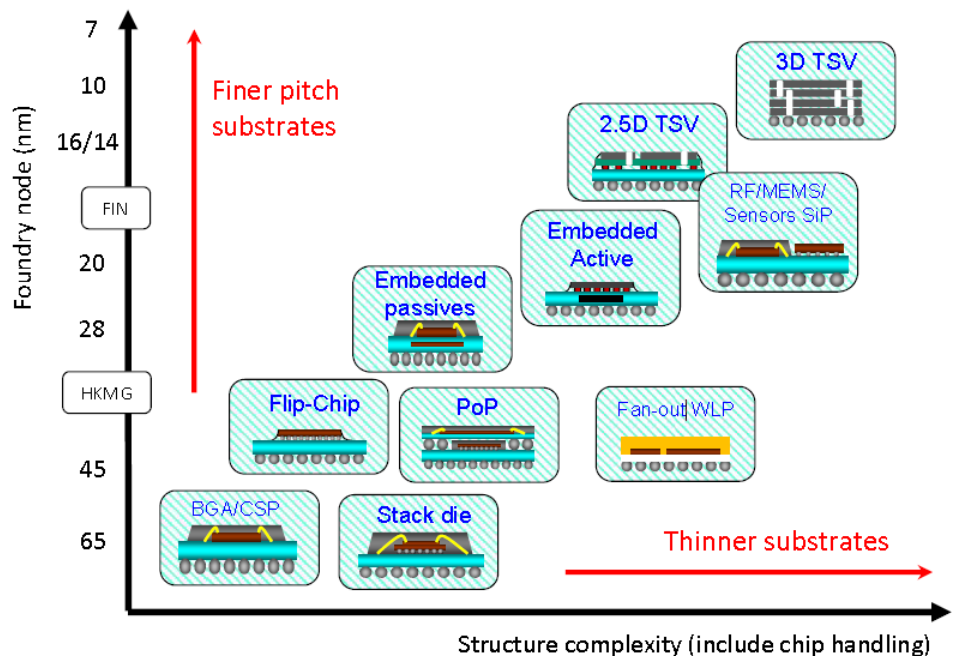 7
10
16/14
FIN
20
28
HKMG
45
65
Foundry node (nm)
Finer pitch
substrates
3D TSV
2.5D TSV
RF/MEMS/
Sensors SiP
Embedded
Active
Embedded
passives
Flip-Chip
PoP
Fan-out WLP
BGA/CSP
Stack die
Thinner substrates
Structure complexity (include chip handling)